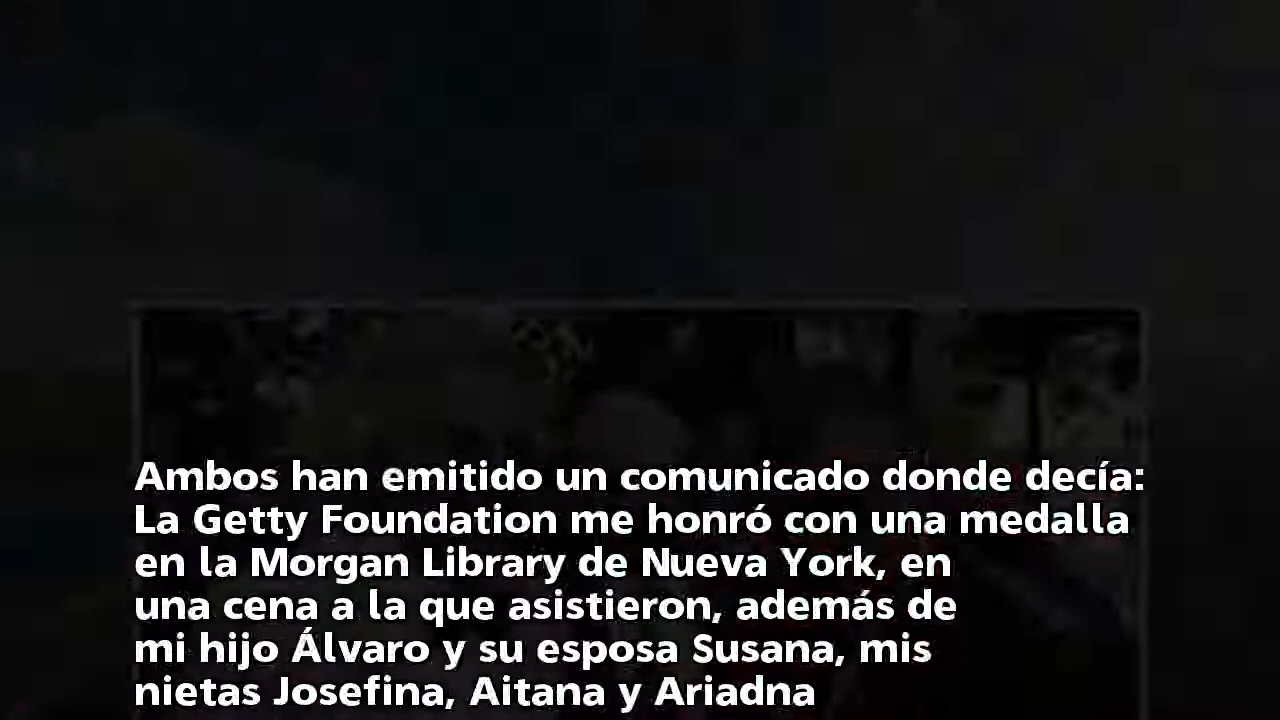 Ambos han emitido un comunicado donde decía:
La Getty Foundation me honró con una medalla
en la Morgan Library de Nueva York, en
una cena a la que asistieron, además de
mi hijo Álvaro y su esposa Susana, mis
nietas Josefina, Aitana y Ariadna